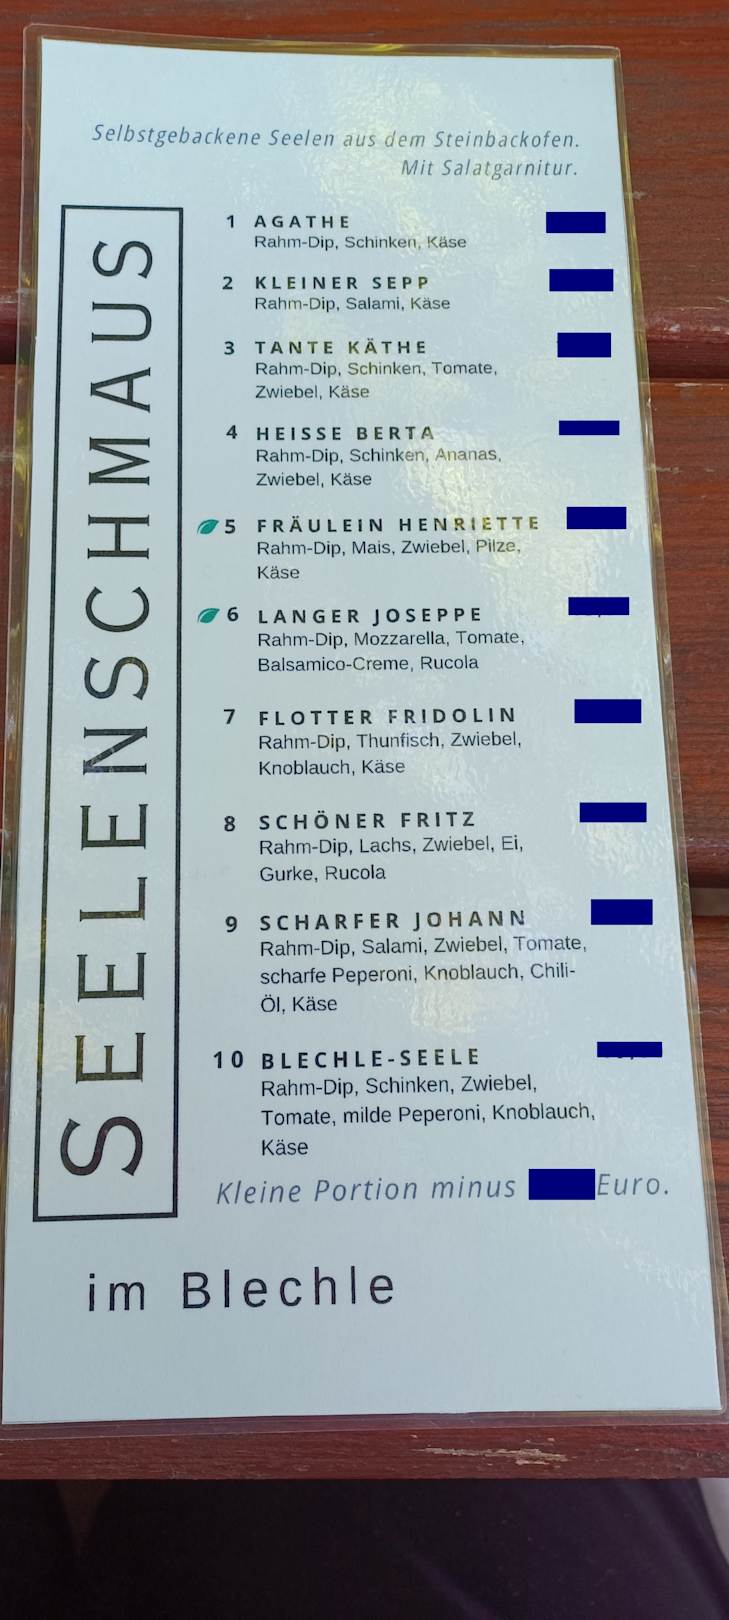 Selbstgebackene Seelen aus dem Steinbackofen.
Mit Salatgarnitur.
SEELENSCHMAUS
1 AGATHE
Rahm-Dip, Schinken, Käse
2 KLEINER SEPP
Rahm-Dip, Salami, Käse
3 TANTE KÄTHE
Rahm-Dip, Schinken, Tomate,
Zwiebel, Käse
4 HEISSE BERTA
Rahm-Dip, Schinken, Ananas,
Zwiebel, Käse
5 FRÄULEIN HENRIETTE
Rahm-Dip, Mais, Zwiebel, Pilze,
Käse
6 LANGER JOSEPPE
Rahm-Dip, Mozzarella, Tomate,
Balsamico-Creme, Rucola
7 FLOTTER FRIDOLIN
Rahm-Dip, Thunfisch, Zwiebel,
Knoblauch, Käse
8 SCHÖNER FRITZ
Rahm-Dip, Lachs, Zwiebel, Ei,
Gurke, Rucola
9 SCHARFER JOHANN
Rahm-Dip, Salami, Zwiebel, Tomate,
scharfe Peperoni, Knoblauch, Chili-
Öl, Käse
10 BLECHLE-SEELE
Rahm-Dip, Schinken, Zwiebel,
Tomate, milde Peperoni, Knoblauch,
Käse
Kleine Portion minus Euro.
im Blechle